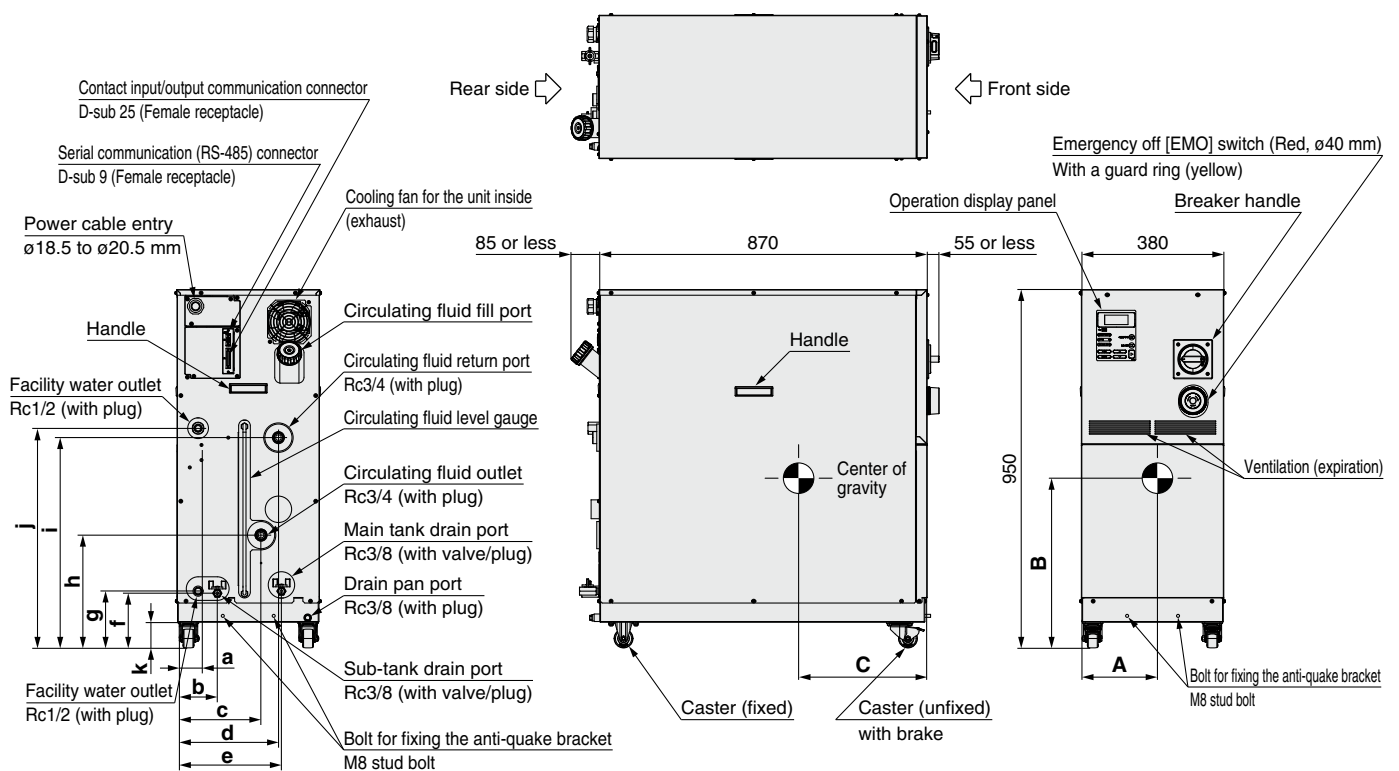 Rear side
Front side
Contact input/output communication connector
D-sub 25 (Female receptacle)
Serial communication (RS-485) connector
D-sub 9 (Female receptacle)
Power cable entry
ø18.5 to ø20.5 mm
Cooling fan for the unit inside
(exhaust)
Handle
Circulating fluid fill port
Facility water outlet
Rc1/2 (with plug)
Circulating fluid return port
Rc3/4 (with plug)
Circulating fluid level gauge
Circulating fluid outlet
Rc3/4 (with plug)
Main tank drain port
Rc3/8 (with valve/plug)
Drain pan port
Rc3/8 (with plug)
Sub-tank drain port
Rc3/8 (with valve/plug)
Facility water outlet
Rc1/2 (with plug)
Bolt for fixing the anti-quake bracket
M8 stud bolt
j
i
h
g
f
k
a
b
c
d
e
85 or less
870
55 or less
Handle
Center of
gravity
C
Caster (fixed)
Caster (unfixed)
with brake
Emergency off [EMO] switch (Red, ø40 mm)
With a guard ring (yellow)
Operation display panel
Breaker handle
380
950
Ventilation (expiration)
B
A
Bolt for fixing the anti-quake bracket
M8 stud bolt